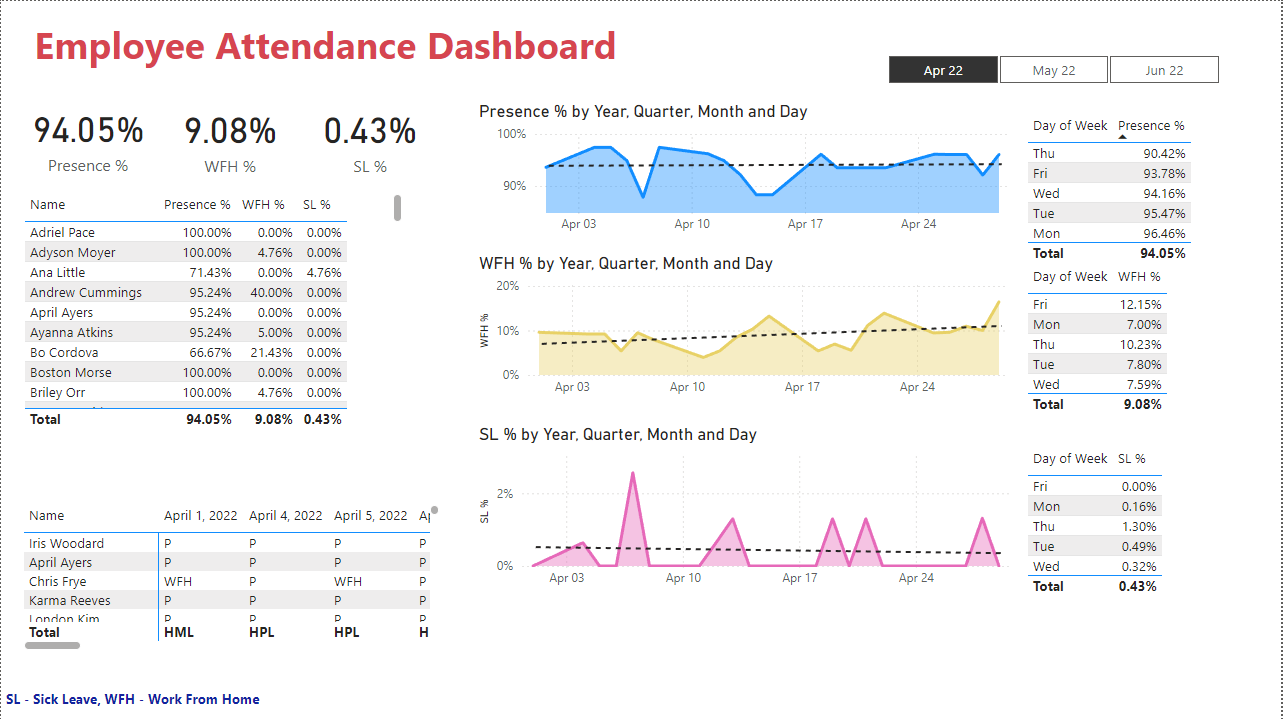 Employee Attendance Dashboard
Apr 22 May 22 Jun 22
94.05% 9.08% 0.43%
Presence % WFH % SL %
Name Presence % WFH % SL %
Adriel Pace 100.00% 0.00% 0.00%
Adyson Moyer 100.00% 4.76% 0.00%
Ana Little 71.43% 0.00% 4.76%
Andrew Cummings 95.24% 40.00% 0.00%
April Ayers 95.24% 0.00% 0.00%
Ayanna Atkins 95.24% 5.00% 0.00%
Bo Cordova 66.67% 21.43% 0.00%
Boston Morse 100.00% 0.00% 0.00%
Briley Orr 100.00% 4.76% 0.00%
Total 94.05% 9.08% 0.43%
Name April 1, 2022 April 4, 2022 April 5, 2022 Ap
Iris Woodard P P P P
April Ayers P P P P
Chris Frye WFH P WFH P
Karma Reeves P P P P
London Kim P P P P
Total HML HPL HPL H
SL - Sick Leave, WFH - Work From Home
Presence % by Year, Quarter, Month and Day
100%
90%
Apr 03 Apr 10 Apr 17 Apr 24
WFH % by Year, Quarter, Month and Day
WFH %
20%
10%
0%
Apr 03 Apr 10 Apr 17 Apr 24
SL % by Year, Quarter, Month and Day
SL %
2%
0%
Apr 03 Apr 10 Apr 17 Apr 24
Day of Week Presence %
Thu 90.42%
Fri 93.78%
Wed 94.16%
Tue 95.47%
Mon 96.46%
Total 94.05%
Day of Week WFH %
Fri 12.15%
Mon 7.00%
Thu 10.23%
Tue 7.80%
Wed 7.59%
Total 9.08%
Day of Week SL %
Fri 0.00%
Mon 0.16%
Thu 1.30%
Tue 0.49%
Wed 0.32%
Total 0.43%